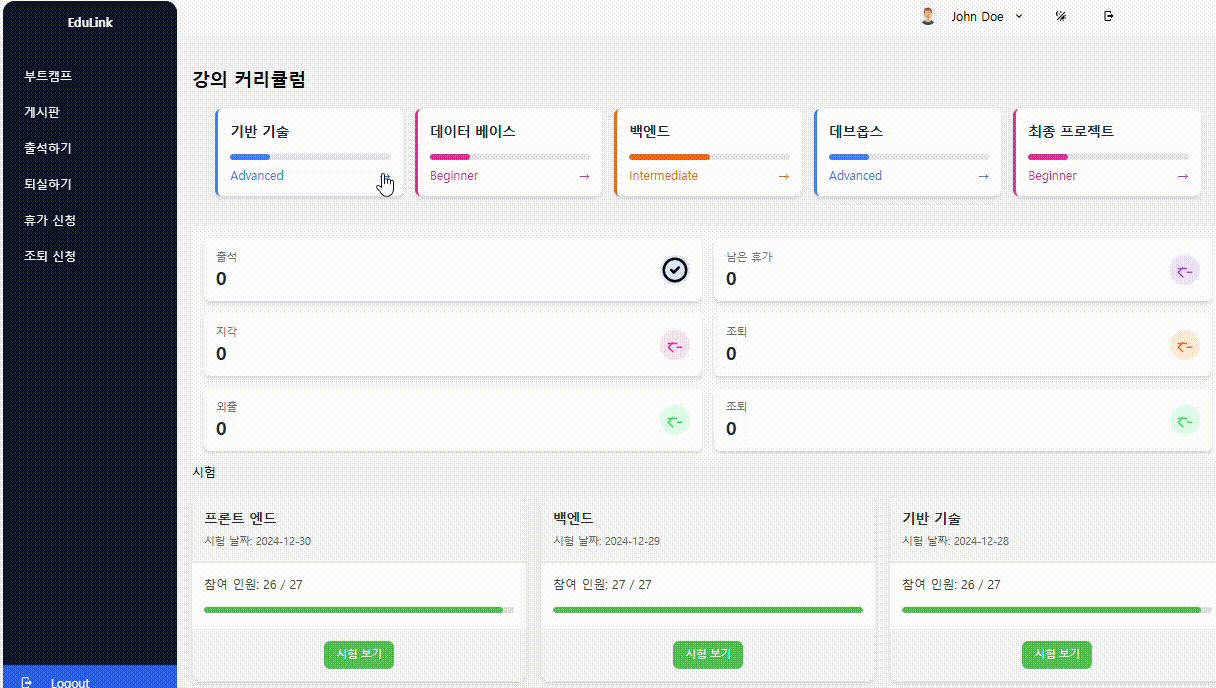 EduLink
John Doe
부트캠프
게시판
출석하기
퇴실하기
휴가 신청
조퇴 신청
Logout
강의 커리큘럼
기반 기술
Advanced
데이터 베이스
Beginner →
백엔드
Intermediate →
데브옵스
Advanced →
최종 프로젝트
Beginner →
출석
0
남은 휴가
0
지각
0
조퇴
0
외출
0
조퇴
0
시험
프론트 엔드
시험 날짜: 2024-12-30
참여 인원: 26 / 27
시험 보기
백엔드
시험 날짜: 2024-12-29
참여 인원: 27 / 27
시험 보기
기반 기술
시험 날짜: 2024-12-28
참여 인원: 26 / 27
시험 보기